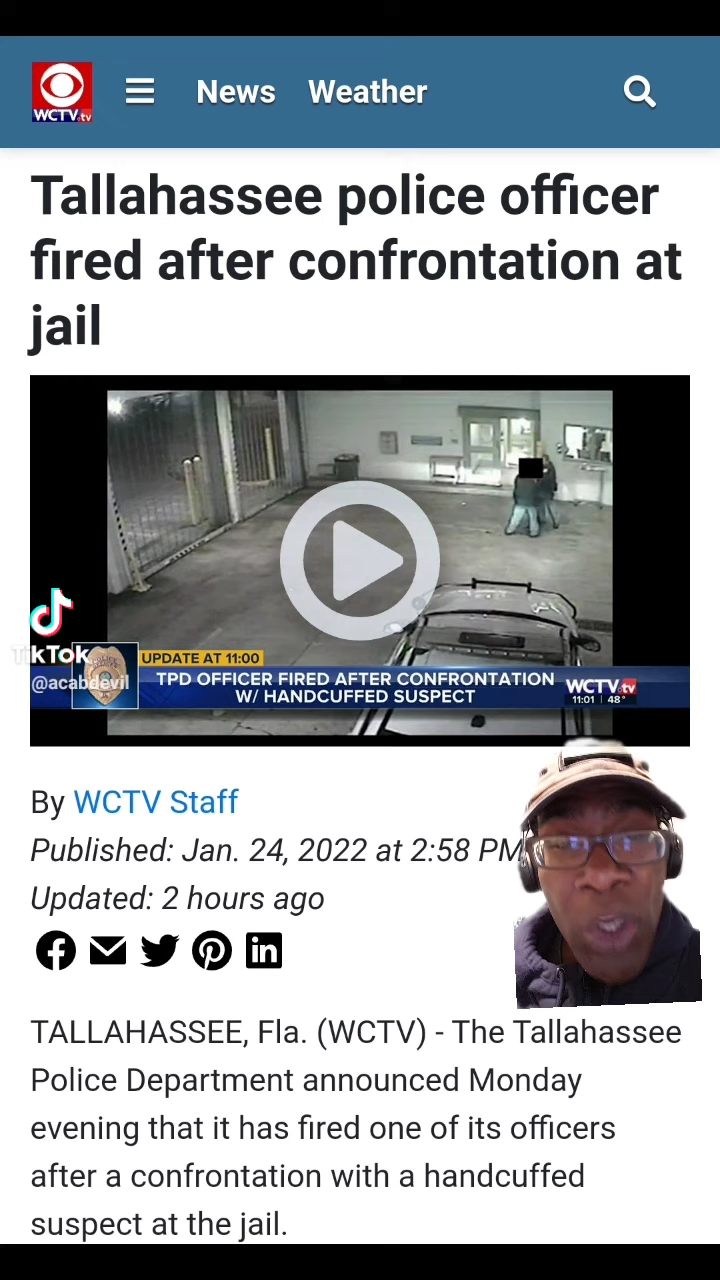 WCTV.tv
News Weather
Tallahassee police officer
fired after confrontation at
jail
TikTok
@acabdevil
UPDATE AT 11:00
TPD OFFICER FIRED AFTER CONFRONTATION
W/ HANDCUFFED SUSPECT
WCTV.tv
11:01 48°
By WCTV Staff
Published: Jan. 24, 2022 at 2:58 PM
Updated: 2 hours ago
TALLAHASSEE, Fla. (WCTV) - The Tallahassee
Police Department announced Monday
evening that it has fired one of its officers
after a confrontation with a handcuffed
suspect at the jail.